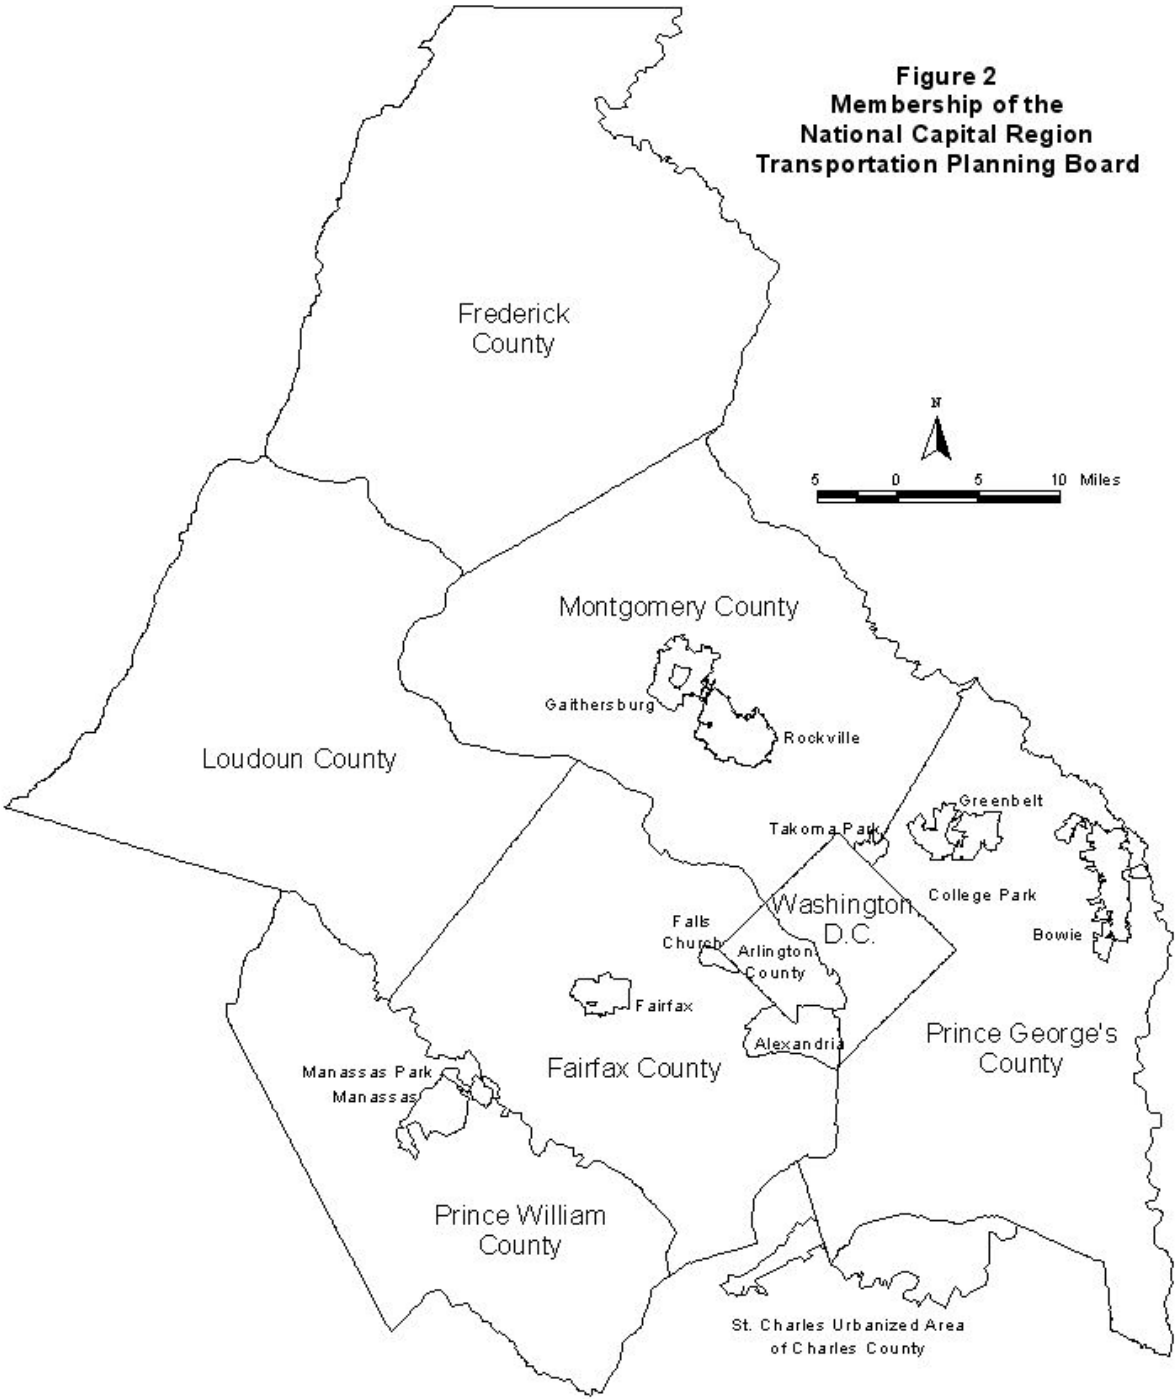 Figure 2
Membership of the
National Capital Region
Transportation Planning Board
Frederick
County
N
5 0 5 10 Miles
Montgomery County
Gaithersburg
Rockville
Loudoun County
Greenbelt
Takoma Park
College Park
Washington
D.C.
Falls
Church
Bowie
Arlington
County
Fairfax
Prince George's
County
Alexandria
Fairfax County
Manassas Park
Manassas
Prince William
County
St. Charles Urbanized Area
of Charles County